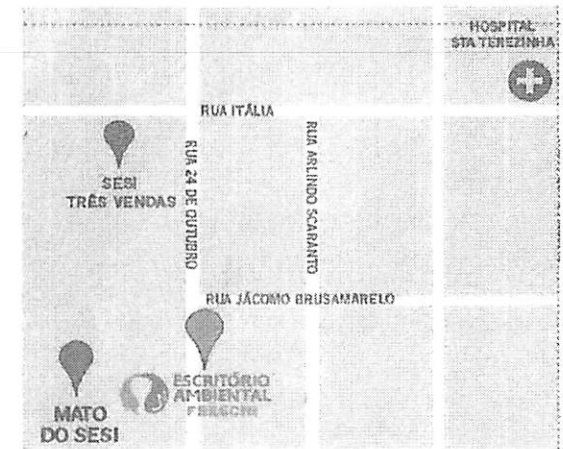 HOSPITAL
STA TEREZINHA
RUA ITÁLIA
RUA 24 DE OUTUBRO
RUA ARLINDO SCARANTO
SESI
TRÊS VENDAS
RUA JÁCOMO BRUSAMARELO
ESCRITÓRIO
AMBIENTAL
MATO
DO SESI